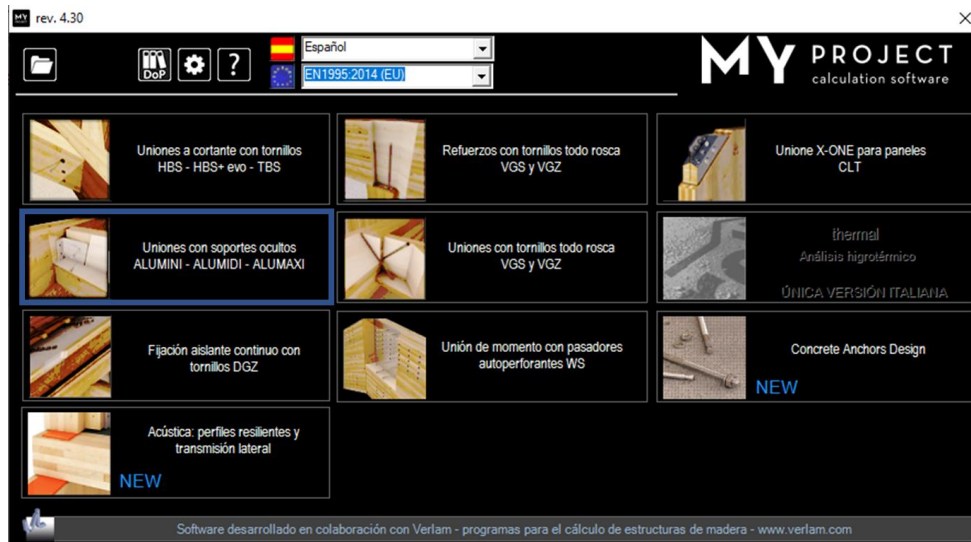 rev. 4.30
DoP
?
Español
EN1995:2014 (EU)
MY PROJECT
calculation software
Uniones a cortante con tornillos
HBS - HBS+ evo - TBS
Refuerzos con tornillos todo rosca
VGS y VGZ
Unione X-ONE para paneles
CLT
Uniones con soportes ocultos
ALUMINI - ALUMIDI - ALUMAXI
Uniones con tornillos todo rosca
VGS y VGZ
thermal
Análisis higrotérmico
ÚNICA VERSIÓN ITALIANA
Fijación aislante continuo con
tornillos DGZ
Unión de momento con pasadores
autoperforantes WS
Concrete Anchors Design
NEW
Acústica: perfiles resilientes y
transmisión lateral
NEW
Software desarrollado en colaboración con Verlam - programas para el cálculo de estructuras de madera - www.verlam.com